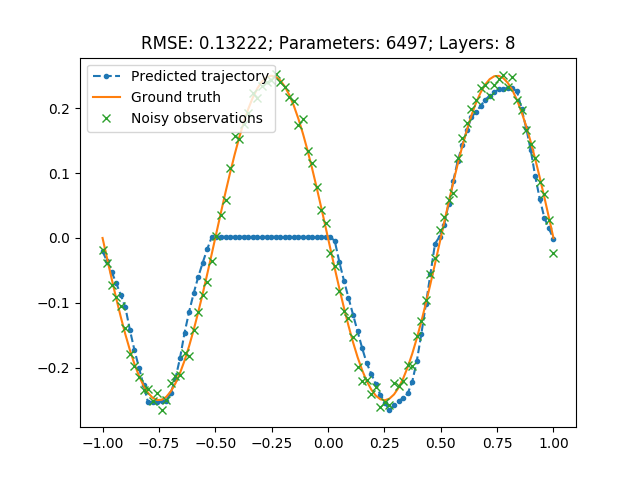 RMSE: 0.13222; Parameters: 6497; Layers: 8
Predicted trajectory
Ground truth
Noisy observations
0.2
0.1
0.0
−0.1
−0.2
−1.00 −0.75 −0.50 −0.25 0.00 0.25 0.50 0.75 1.00